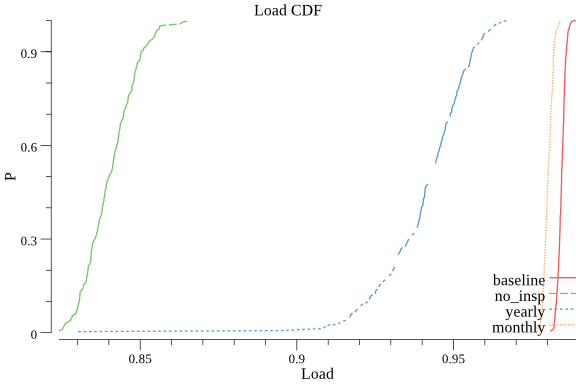 Load CDF
0.9
0.6
0.3
0
P
0.85
0.9
0.95
Load
baseline
no_insp
yearly
monthly